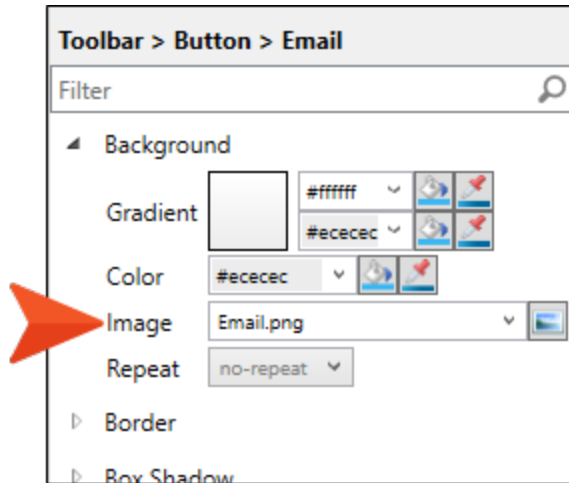 Toolbar > Button > Email
Filter
Background
Gradient
#ffffff
#ececec
Color #ececec
Image Email.png
Repeat no-repeat
Border
Box Shadow